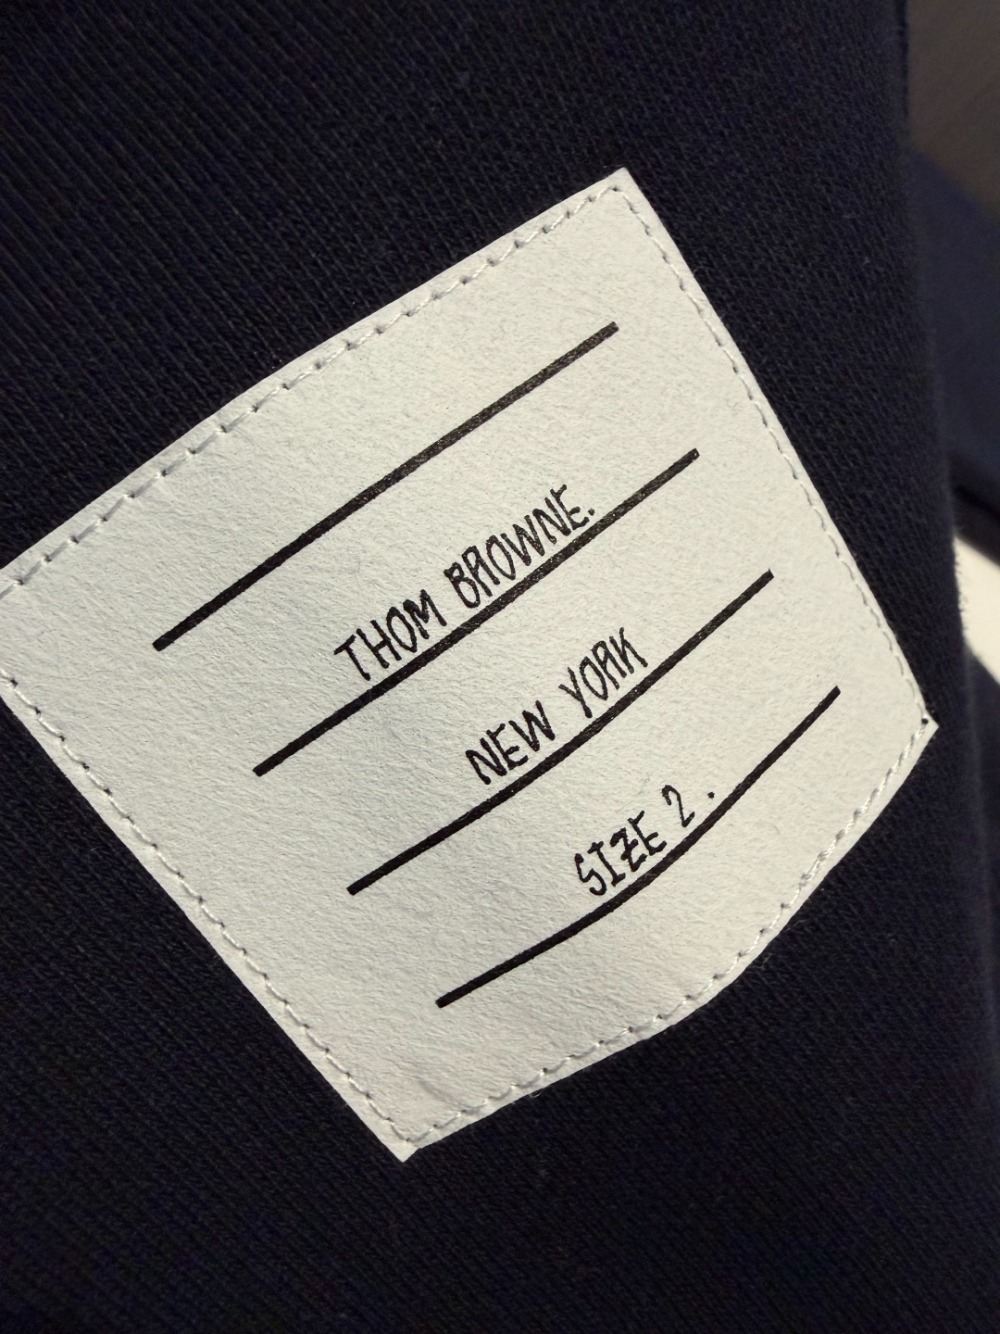 THOM BROWNE.
NEW YORK
SIZE 2.